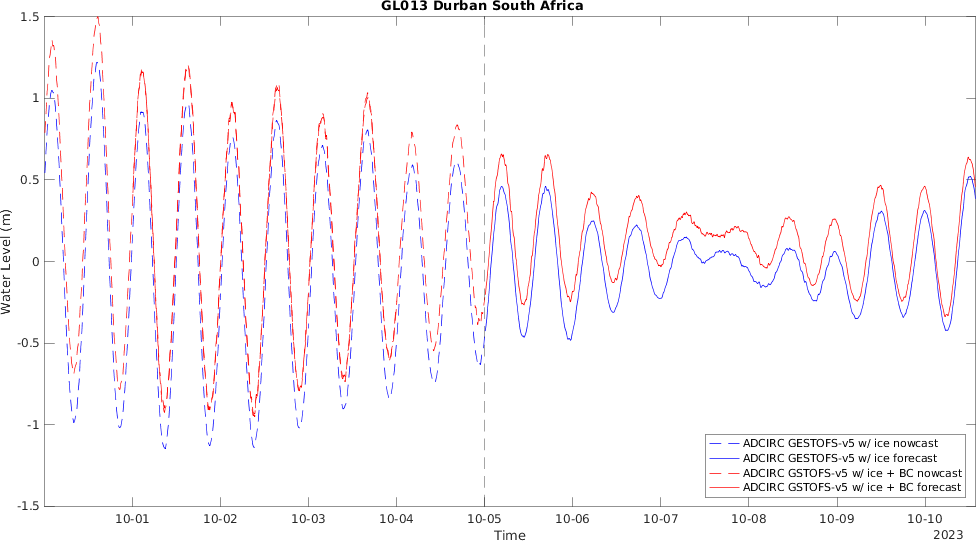 GL013 Durban South Africa
1.5
1
0.5
0
-0.5
-1
-1.5
Water Level (m)
10-01 10-02 10-03 10-04 10-05 10-06 10-07 10-08 10-09 10-10
Time
2023
ADCIRC GESTOFS-v5 w/ ice nowcast
ADCIRC GESTOFS-v5 w/ ice forecast
ADCIRC GSTOFS-v5 w/ ice + BC nowcast
ADCIRC GSTOFS-v5 w/ ice + BC forecast